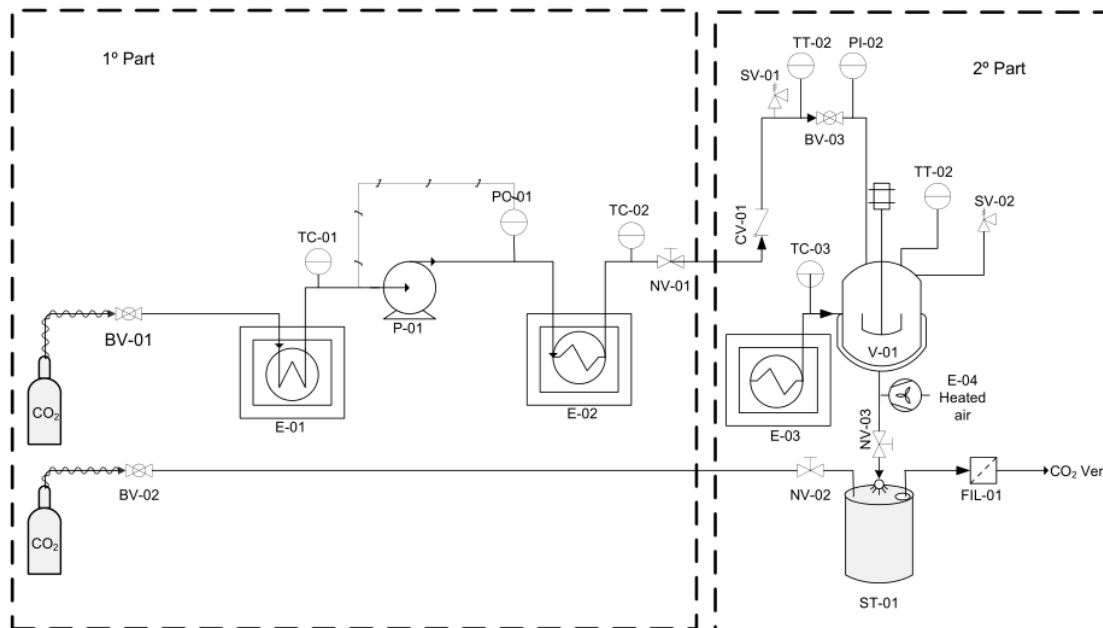 1º Part
2º Part
TT-02
PI-02
SV-01
BV-03
TT-02
SV-02
PC-01
TC-01
TC-02
CV-01
TC-03
NV-01
BV-01
P-01
V-01
CO₂
E-01
E-02
E-03
E-04
Heated
air
NV-03
BV-02
NV-02
FIL-01
CO₂ Ver
CO₂
ST-01